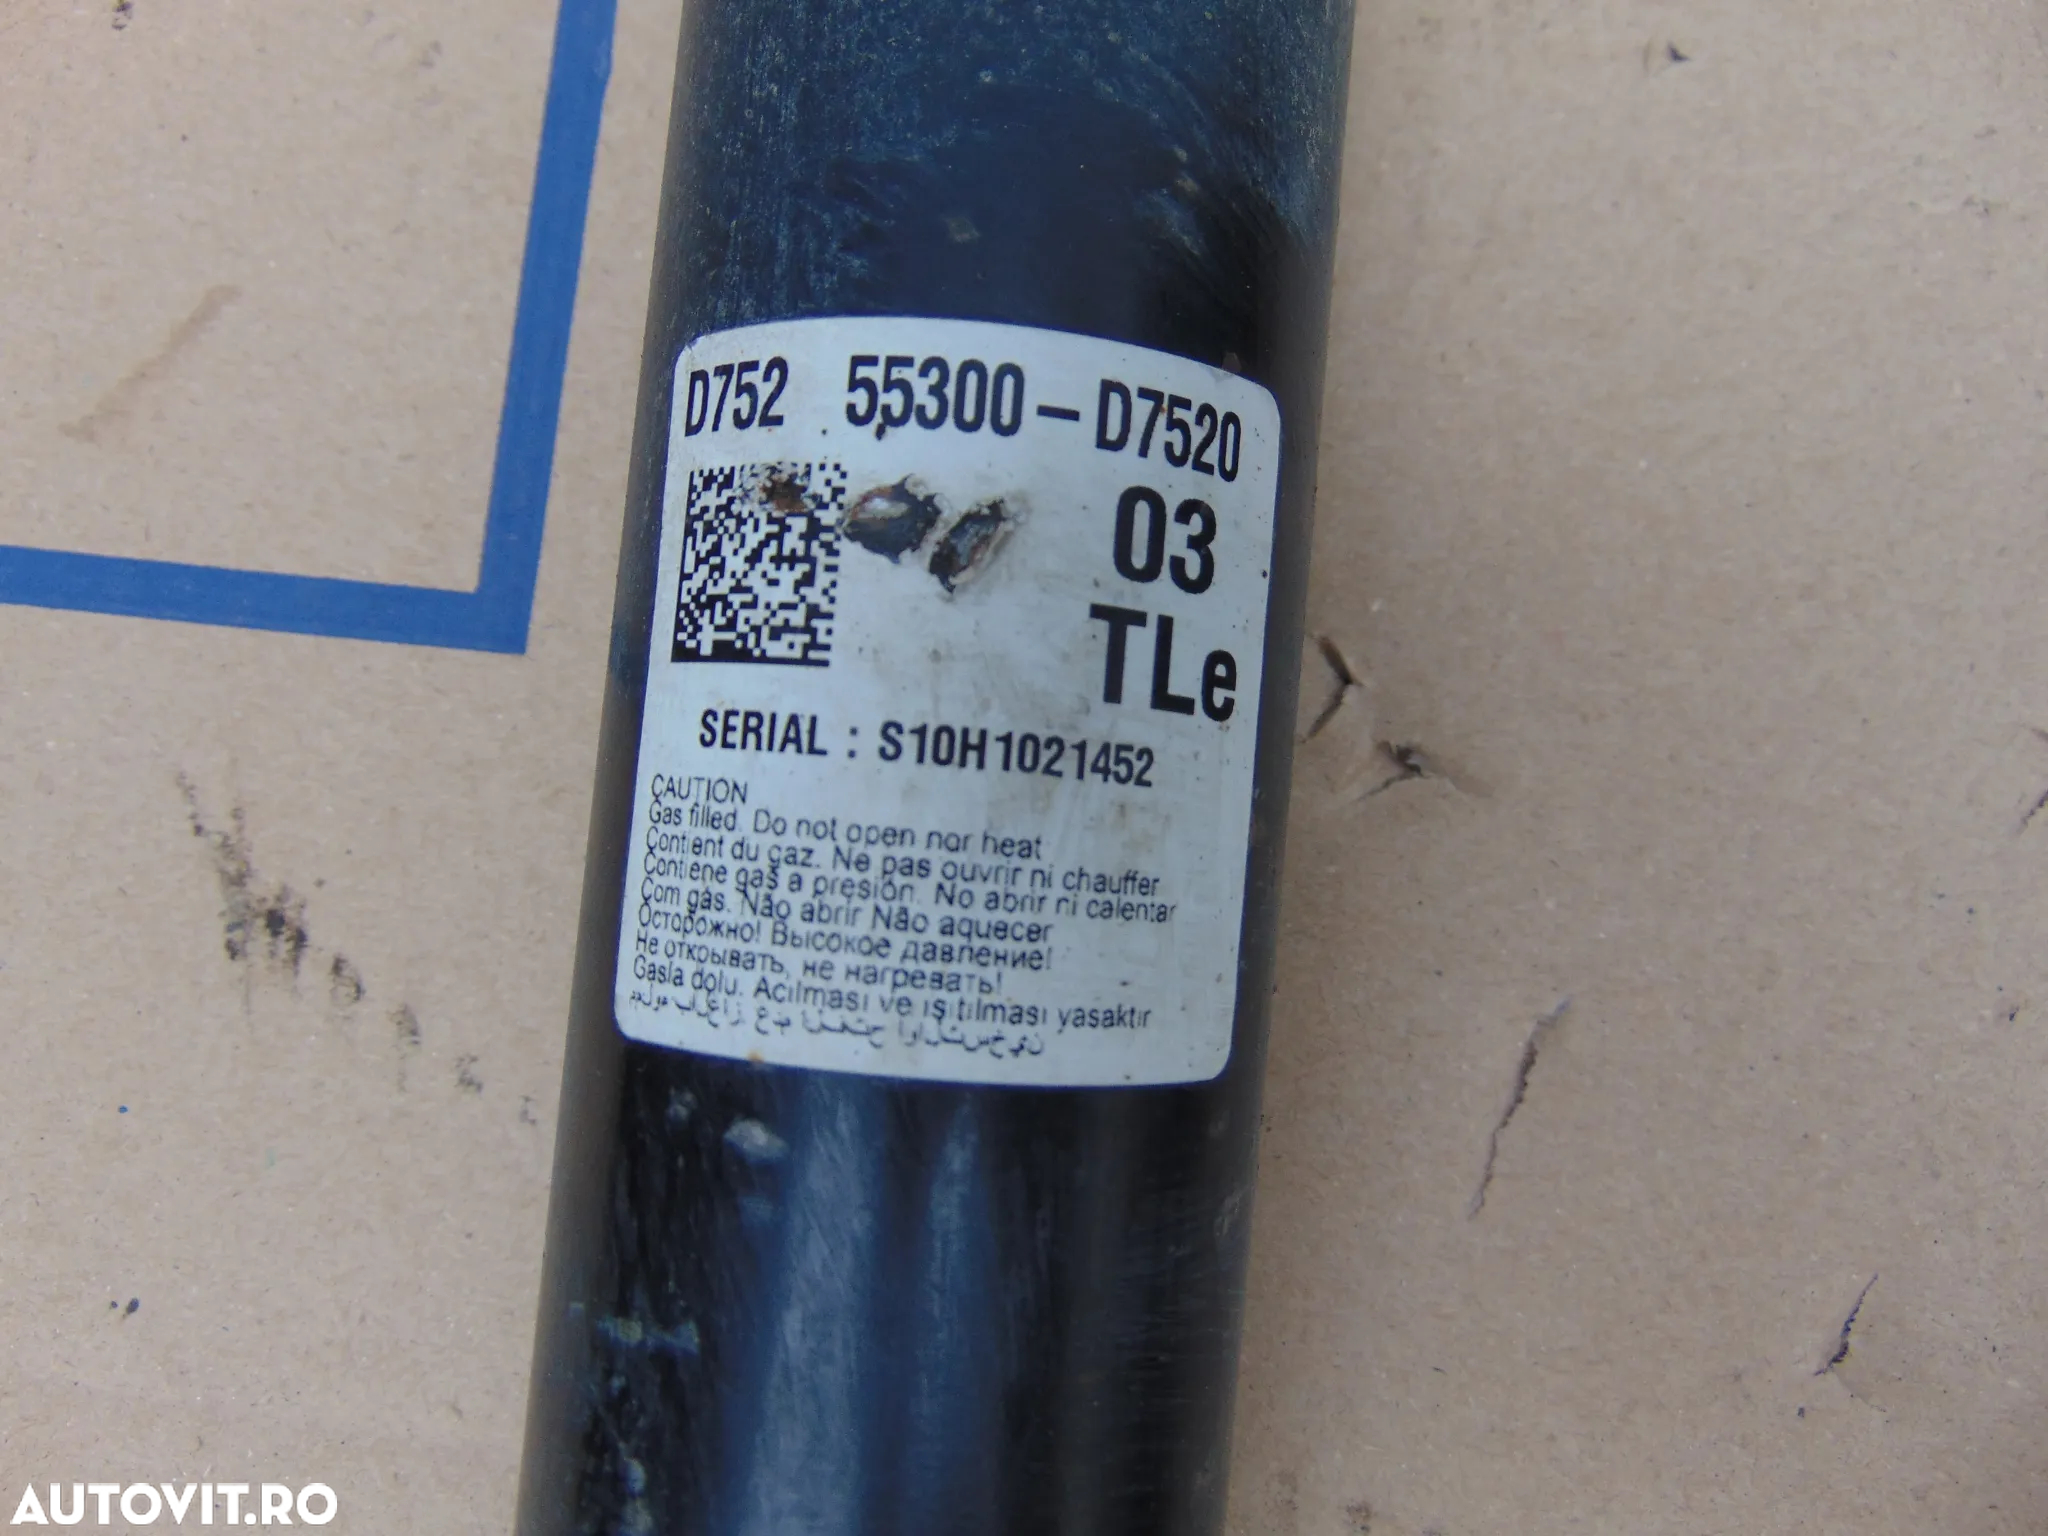 D752 55300-D7520
03
TLe
SERIAL : S10H1021452
CAUTION
Gas filled. Do not open nor heat
Contient du gaz. Ne pas ouvrir ni chauffer
Contiene gas a presión. No abrir ni calentar
Com gás. Não abrir Não aquecer
Осторожно! Высокое давление!
Не открывать, не нагревать!
Gasla dolu. Acılması ve ısıtılması yasaktır
AUTOVIT.RO